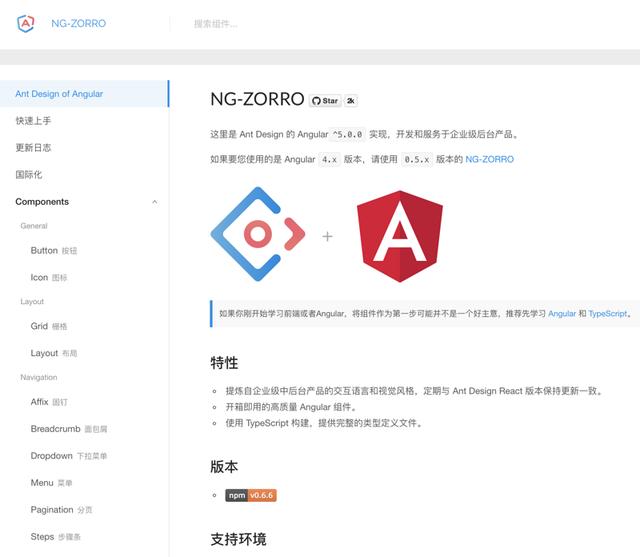 NG-ZORRO
搜索组件...
Ant Design of Angular
快速上手
更新日志
国际化
Components
General
Button 按钮
Icon 图标
Layout
Grid 栅格
Layout 布局
Navigation
Affix 固钉
Breadcrumb 面包屑
Dropdown 下拉菜单
Menu 菜单
Pagination 分页
Steps 步骤条
NG-ZORRO Star 2k
这里是 Ant Design 的 Angular ^5.0.0 实现，开发和服务于企业级后台产品。
如果要您使用的是 Angular 4.x 版本，请使用 0.5.x 版本的 NG-ZORRO
+
如果你刚开始学习前端或者Angular，将组件作为第一步可能并不是一个好主意，推荐先学习 Angular 和 TypeScript。
特性
提炼自企业级中后台产品的交互语言和视觉风格，定期与 Ant Design React 版本保持更新一致。
开箱即用的高质量 Angular 组件。
使用 TypeScript 构建，提供完整的类型定义文件。
版本
npm v0.6.6
支持环境